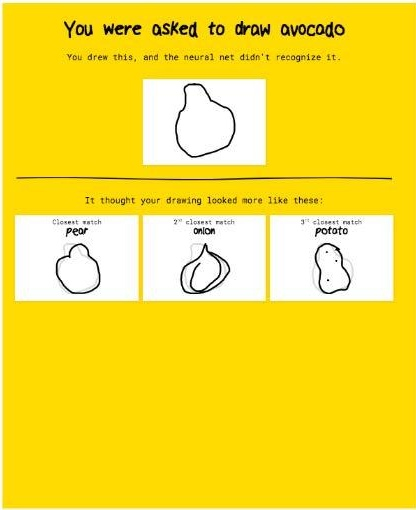 You were asked to draw avocado
You drew this, and the neural net didn't recognize it.
It thought your drawing looked more like these:
Closest match
pear
2nd closest match
onion
3rd closest match
potato